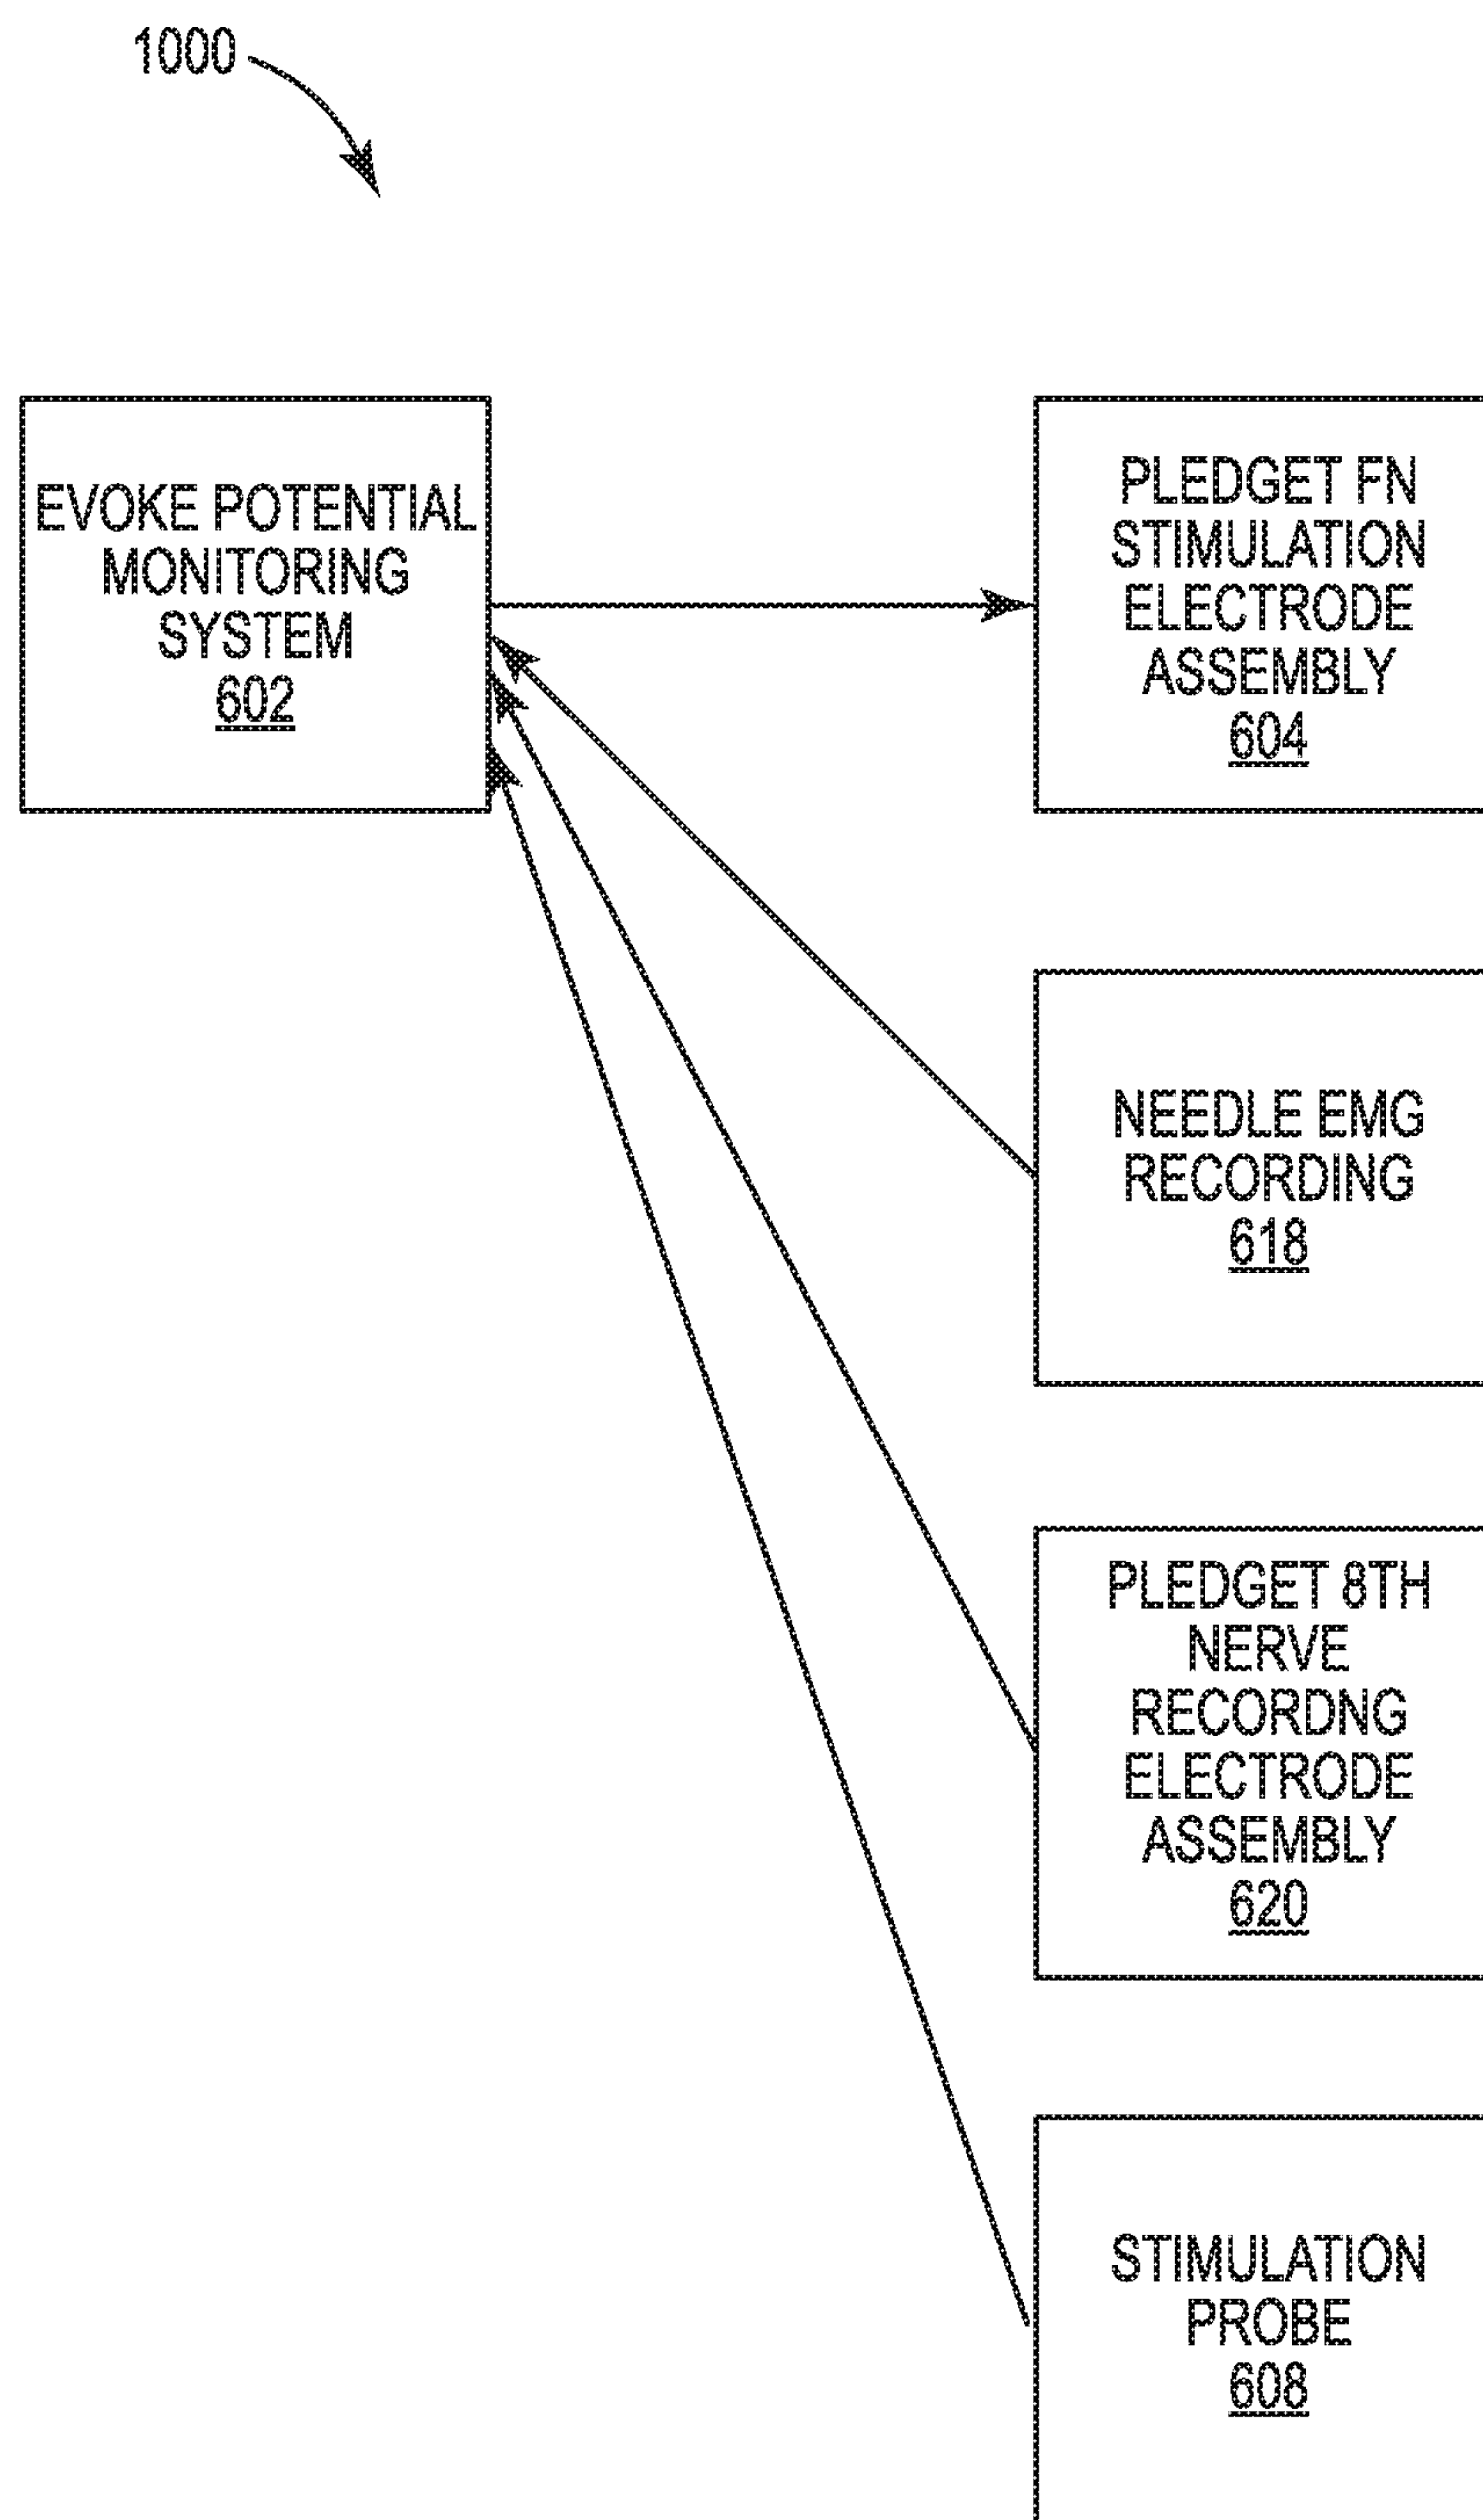 1000
EVOKE POTENTIAL
MONITORING
SYSTEM
602
PLEDGET FN
STIMULATION
ELECTRODE
ASSEMBLY
604
NEEDLE EMG
RECORDING
618
PLEDGET 8TH
NERVE
RECORDNG
ELECTRODE
ASSEMBLY
620
STIMULATION
PROBE
608